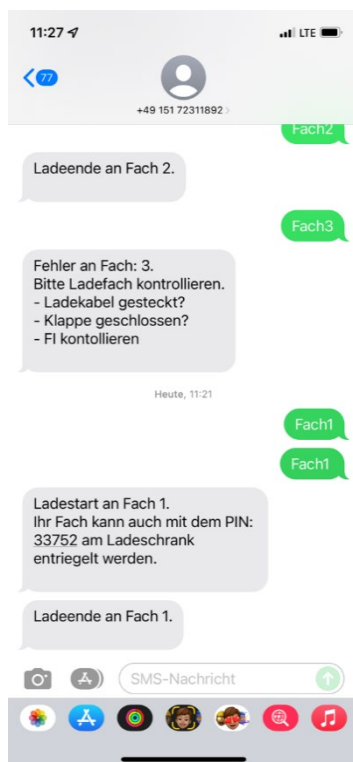 11:27
LTE
77
+49 151 72311892
Fach2
Ladeende an Fach 2.
Fach3
Fehler an Fach: 3.
Bitte Ladefach kontrollieren.
- Ladekabel gesteckt?
- Klappe geschlossen?
- FI kontollieren
Heute, 11:21
Fach1
Fach1
Ladestart an Fach 1.
Ihr Fach kann auch mit dem PIN:
33752 am Ladeschrank
entriegelt werden.
Ladeende an Fach 1.
SMS-Nachricht